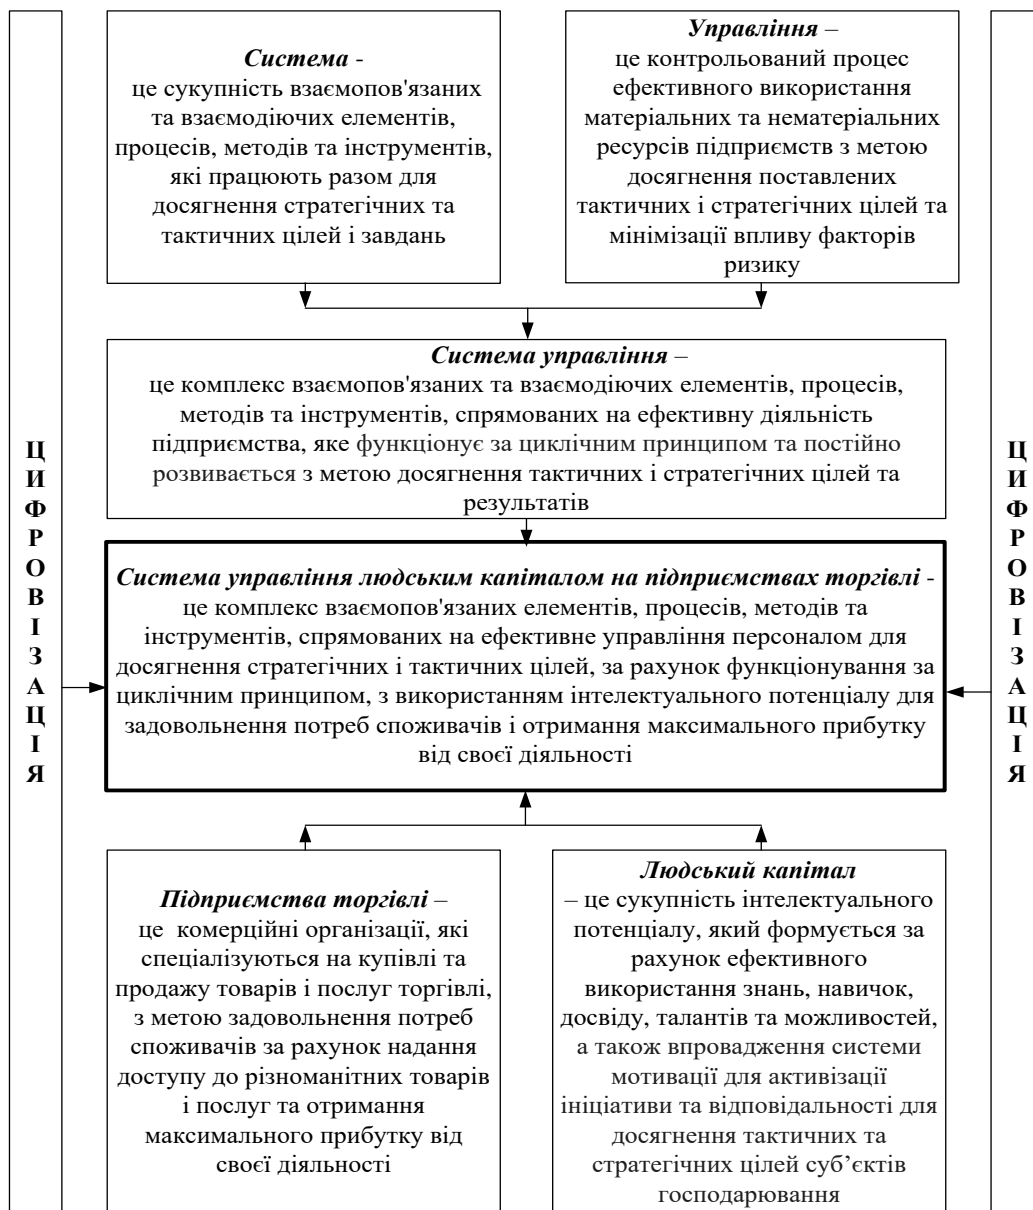 Система -
це сукупність взаємопов'язаних
та взаємодіючих елементів,
процесів, методів та інструментів,
які працюють разом для
досягнення стратегічних та
тактичних цілей і завдань
Управління –
це контрольований процес
ефективного використання
матеріальних та нематеріальних
ресурсів підприємств з метою
досягнення поставлених
тактичних і стратегічних цілей та
мінімізації впливу факторів
ризику
Система управління –
це комплекс взаємопов'язаних та взаємодіючих елементів, процесів,
методів та інструментів, спрямованих на ефективну діяльність
підприємства, яке функціонує за циклічним принципом та постійно
розвивається з метою досягнення тактичних і стратегічних цілей та
результатів
ЦИФРОВІЗАЦІЯ
Система управління людським капіталом на підприємствах торгівлі -
це комплекс взаємопов'язаних елементів, процесів, методів та
інструментів, спрямованих на ефективне управління персоналом для
досягнення стратегічних і тактичних цілей, за рахунок функціонування за
циклічним принципом, з використанням інтелектуального потенціалу для
задовольнення потреб споживачів і отримання максимального прибутку
від своєї діяльності
ЦИФРОВІЗАЦІЯ
Підприємства торгівлі –
це комерційні організації, які
спеціалізуються на купівлі та
продажу товарів і послуг торгівлі,
з метою задовольнення потреб
споживачів за рахунок надання
доступу до різноманітних товарів
і послуг та отримання
максимального прибутку від
своєї діяльності
Людський капітал
– це сукупність інтелектуального
потенціалу, який формується за
рахунок ефективного
використання знань, навичок,
досвіду, талантів та можливостей,
а також впровадження системи
мотивації для активізації
ініціативи та відповідальності для
досягнення тактичних та
стратегічних цілей суб’єктів
господарювання